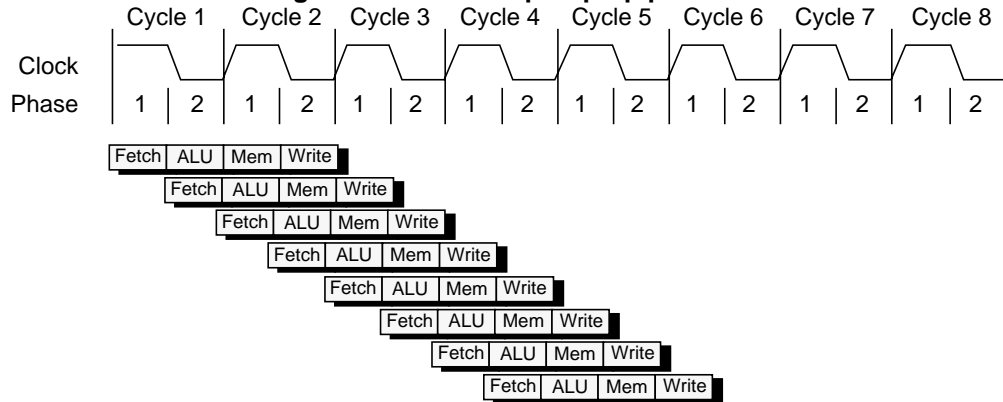 Cycle 1 Cycle 2 Cycle 3 Cycle 4 Cycle 5 Cycle 6 Cycle 7 Cycle 8
Clock
Phase 1 2 1 2 1 2 1 2 1 2 1 2 1 2 1 2
Fetch ALU Mem Write
Fetch ALU Mem Write
Fetch ALU Mem Write
Fetch ALU Mem Write
Fetch ALU Mem Write
Fetch ALU Mem Write
Fetch ALU Mem Write
Fetch ALU Mem Write